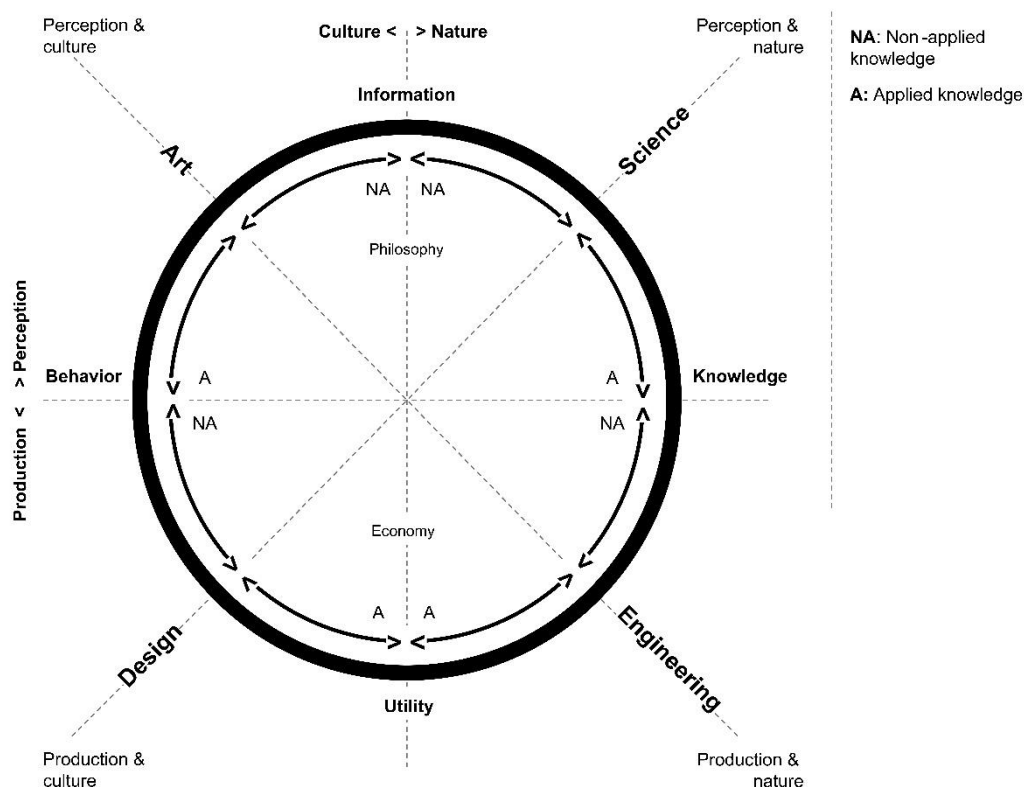 Perception &
culture
Culture < > Nature
Perception &
nature
NA: Non-applied
knowledge
A: Applied knowledge
Information
Art
Science
NA NA
Philosophy
Production < > Perception
Behavior
A
A
Knowledge
NA
NA
Economy
A A
Design
Engineering
Utility
Production &
culture
Production &
nature